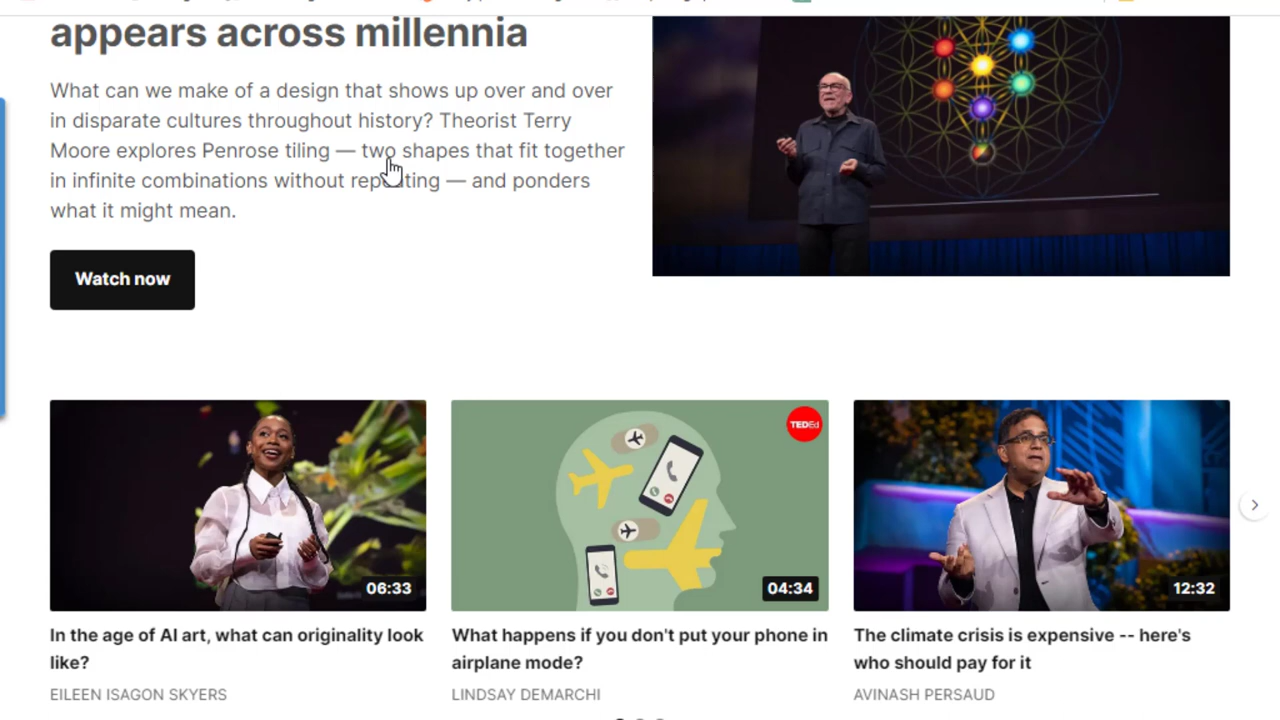 appears across millennia
What can we make of a design that shows up over and over
in disparate cultures throughout history? Theorist Terry
Moore explores Penrose tiling — two shapes that fit together
in infinite combinations without repeating — and ponders
what it might mean.
Watch now
TEDEd
06:33
04:34
12:32
In the age of AI art, what can originality look
like?
EILEEN ISAGON SKYERS
What happens if you don't put your phone in
airplane mode?
LINDSAY DEMARCHI
The climate crisis is expensive -- here's
who should pay for it
AVINASH PERSAUD